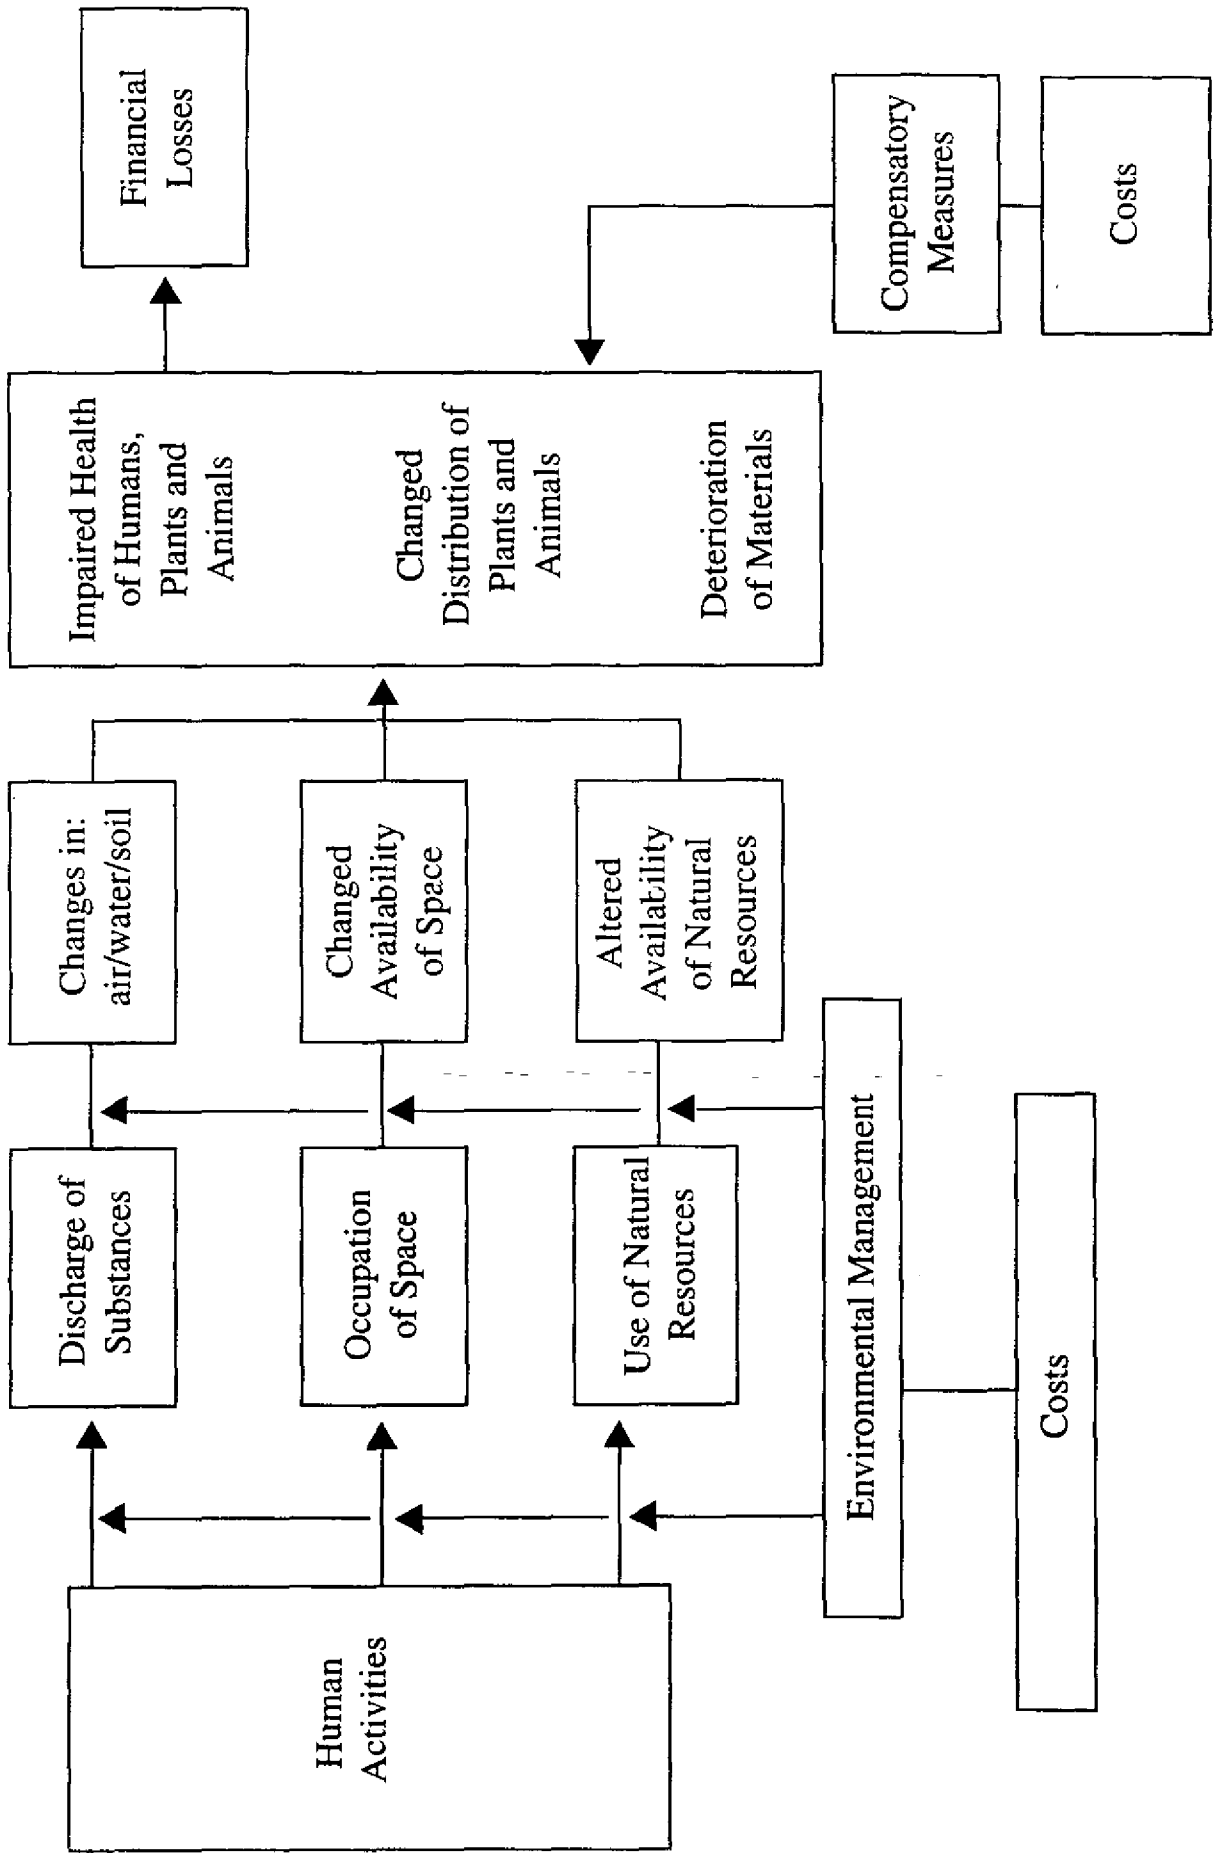 Human
Activities
Discharge of
Substances
Occupation
of Space
Use of Natural
Resources
Changes in:
air/water/soil
Changed
Availability
of Space
Altered
Availability
of Natural
Resources
Impaired Health
of Humans,
Plants and
Animals
Changed
Distribution of
Plants and
Animals
Deterioration
of Materials
Financial
Losses
Environmental Management
Costs
Compensatory
Measures
Costs